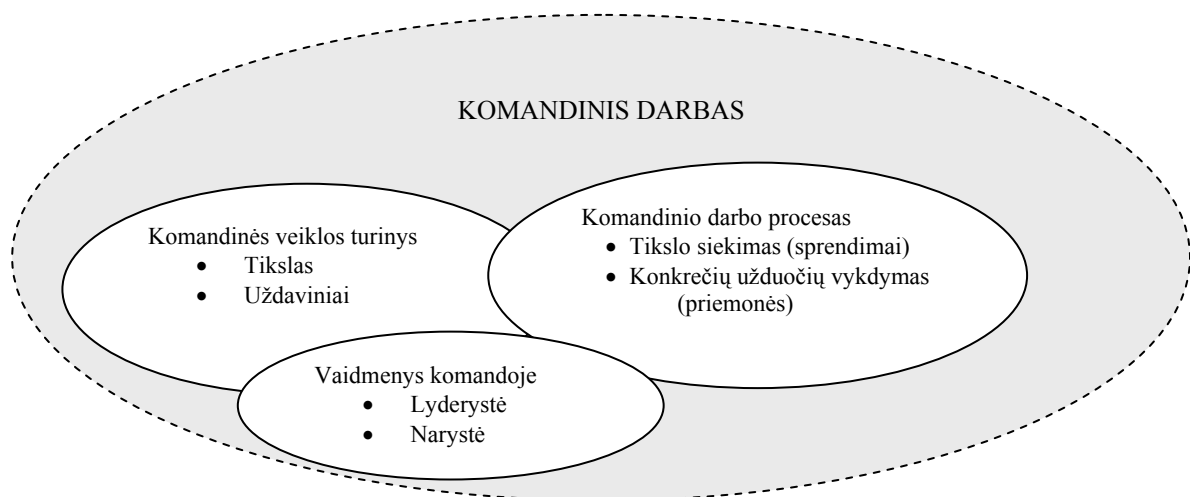 KOMANDINIS DARBAS
Komandinės veiklos turinys
• Tikslas
• Uždaviniai
Komandinio darbo procesas
• Tikslo siekimas (sprendimai)
• Konkrečių užduočių vykdymas
(priemonės)
Vaidmenys komandoje
• Lyderystė
• Narystė